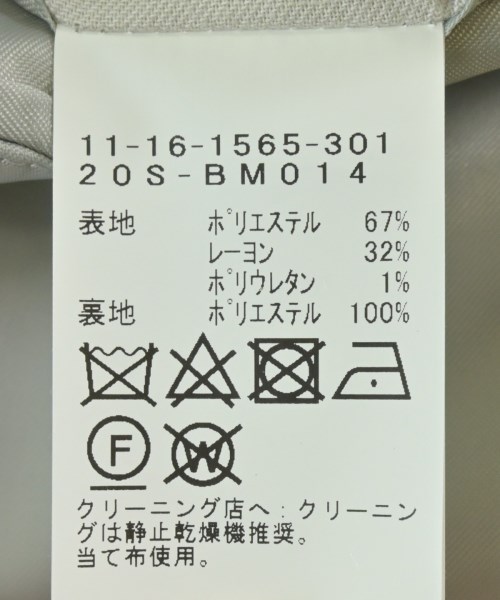 11-16-1565-301
20S-BM014
表地 ポリエステル 67%
レーヨン 32%
ポリウレタン 1%
裏地 ポリエステル 100%
F W
クリーニング店へ:クリーニン
グは静止乾燥機推奨。
当て布使用。